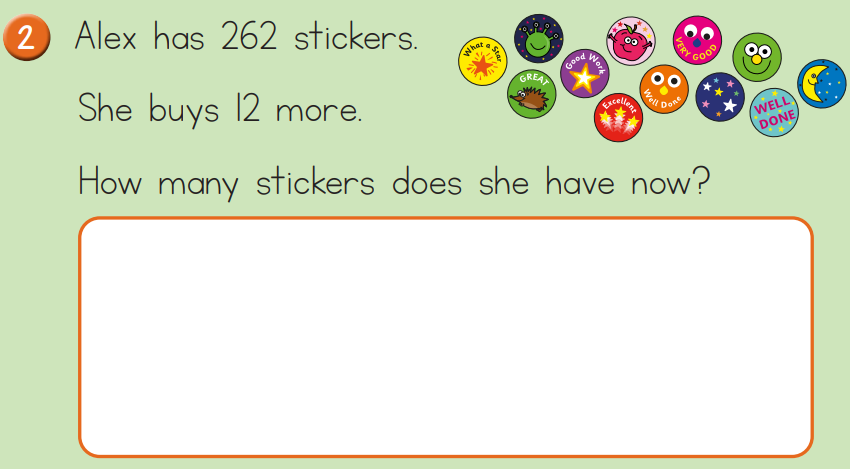 2 Alex has 262 stickers.
She buys 12 more.
How many stickers does she have now?
What a Star
GREAT
Good Work
Excellent
Well Done
VERY GOOD
WELL DONE